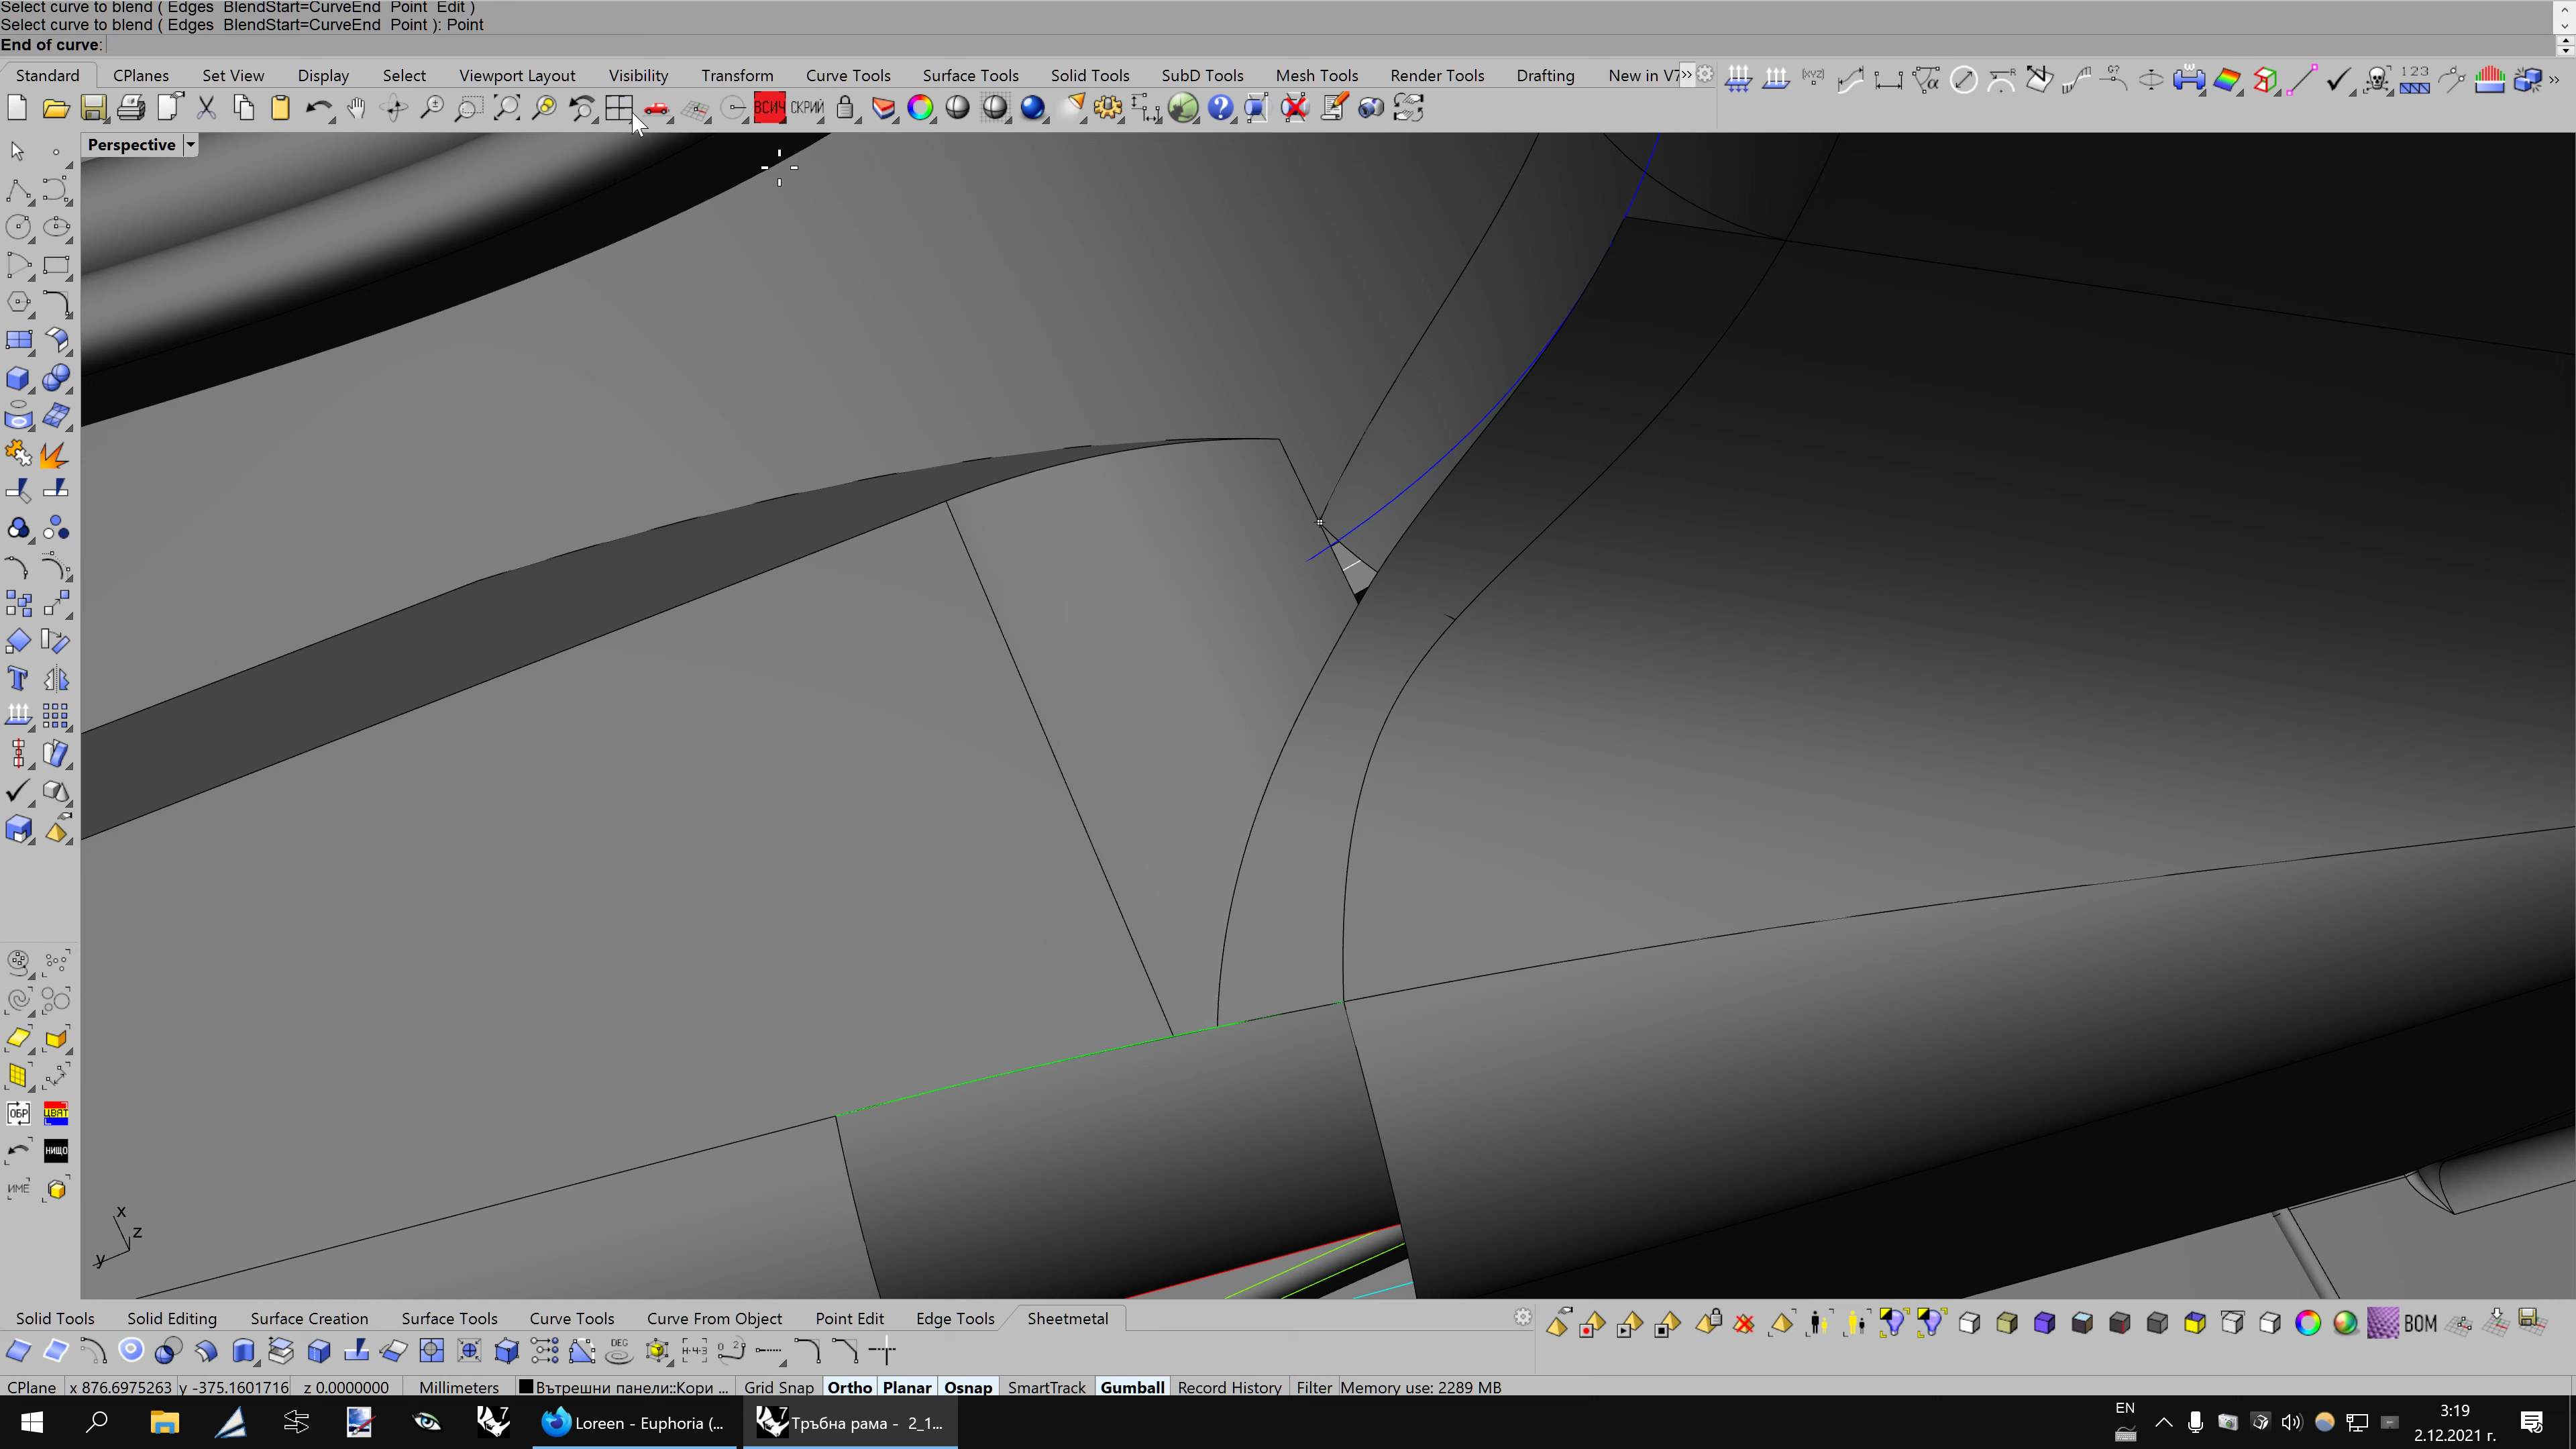 Select curve to blend ( Edges  BlendStart=CurveEnd  Point  Edit )
Select curve to blend ( Edges  BlendStart=CurveEnd  Point ): Point
End of curve:
Standard CPlanes Set View Display Select Viewport Layout Visibility Transform Curve Tools Surface Tools Solid Tools SubD Tools Mesh Tools Render Tools Drafting New in V7
ВСИЧ СКРИЙ
Perspective
ОБР ЦВЯТ
НИЩО
ИМЕ
x
z
y
Solid Tools Solid Editing Surface Creation Surface Tools Curve Tools Curve From Object Point Edit Edge Tools Sheetmetal
BOM
DEG
CPlane x 876.6975263 y -375.1601716 z 0.0000000 Millimeters Вътрешни панели::Кори ... Grid Snap Ortho Planar Osnap SmartTrack Gumball Record History Filter Memory use: 2289 MB
Loreen - Euphoria (... Тръбна рама - 2_1...
EN
3:19
2.12.2021 г.